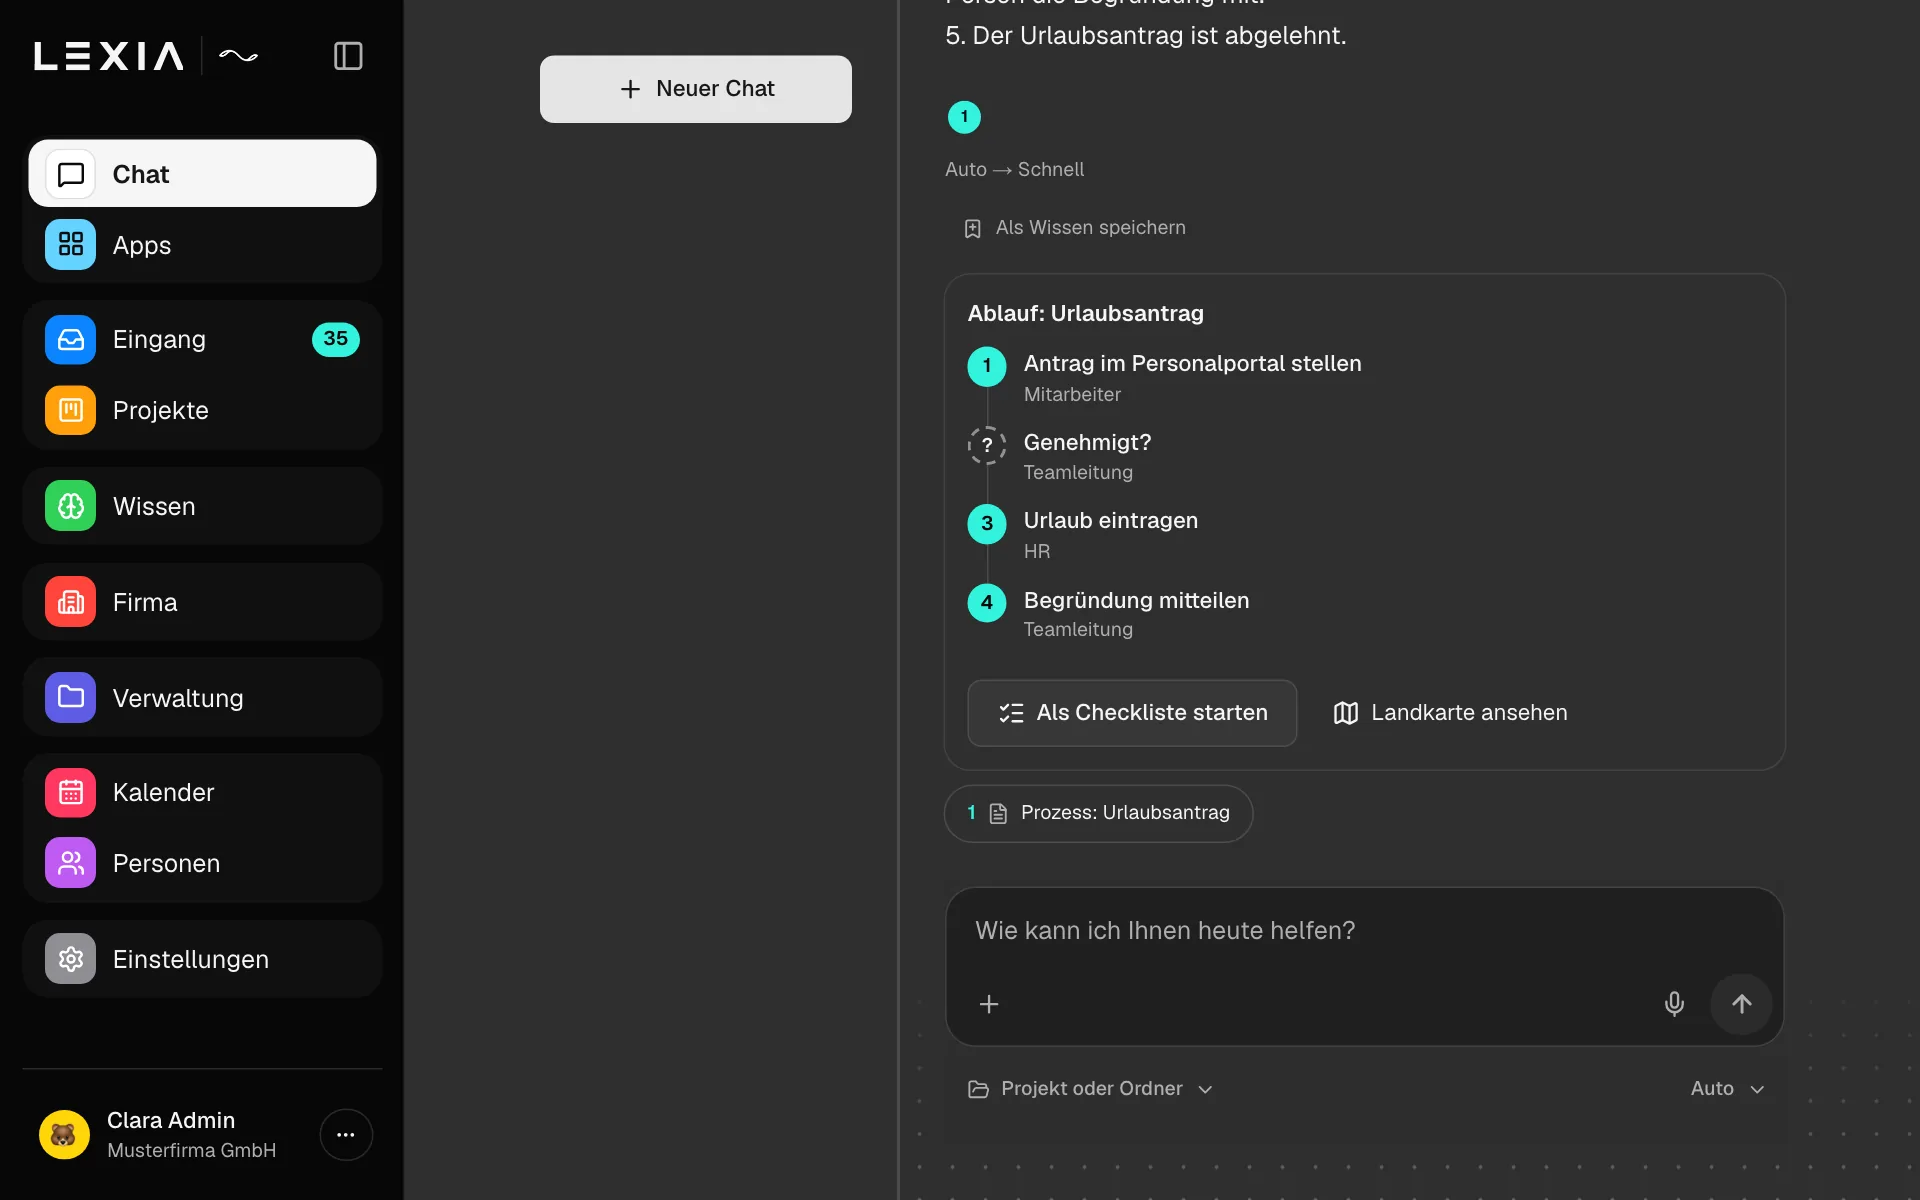 LEXIA
Chat
Apps
Eingang 35
Projekte
Wissen
Firma
Verwaltung
Kalender
Personen
Einstellungen
Clara Admin
Musterfirma GmbH
+ Neuer Chat
5. Der Urlaubsantrag ist abgelehnt.
1
Auto → Schnell
Als Wissen speichern
Ablauf: Urlaubsantrag
1 Antrag im Personalportal stellen
Mitarbeiter
? Genehmigt?
Teamleitung
3 Urlaub eintragen
HR
4 Begründung mitteilen
Teamleitung
Als Checkliste starten
Landkarte ansehen
1 Prozess: Urlaubsantrag
Wie kann ich Ihnen heute helfen?
Projekt oder Ordner
Auto